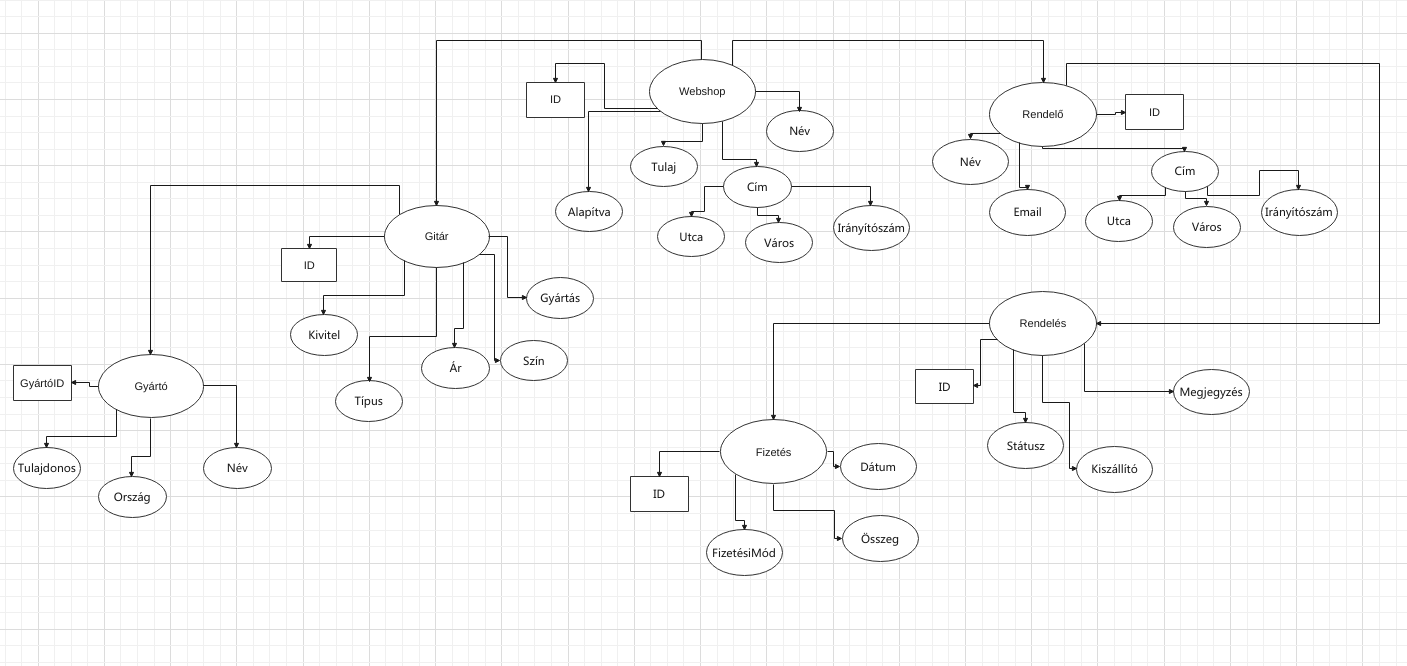 Webshop
ID
Név
Tulaj
Alapítva
Cím
Utca
Város
Irányítószám
Rendelő
ID
Név
Email
Cím
Utca
Város
Irányítószám
Gitár
ID
Kivitel
Típus
Ár
Szín
Gyártás
Gyártó
GyártóID
Tulajdonos
Ország
Név
Rendelés
ID
Státusz
Kiszállító
Megjegyzés
Fizetés
ID
FizetésiMód
Összeg
Dátum